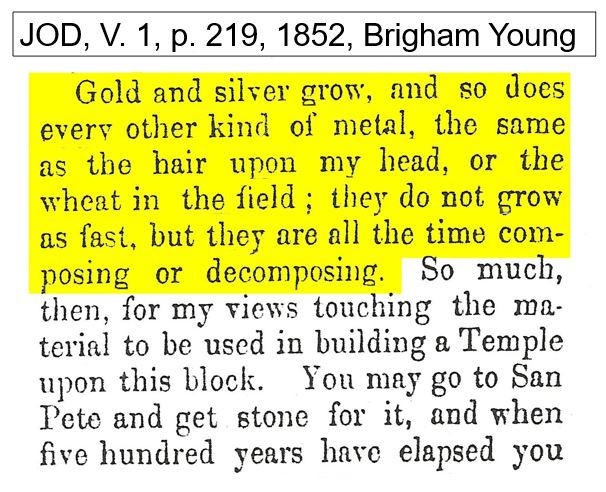 JOD, V. 1, p. 219, 1852, Brigham Young
Gold and silver grow, and so does
every other kind of metal, the same
as the hair upon my head, or the
wheat in the field ; they do not grow
as fast, but they are all the time com-
posing or decomposing. So much,
then, for my views touching the ma-
terial to be used in building a Temple
upon this block. You may go to San
Pete and get stone for it, and when
five hundred years have elapsed you